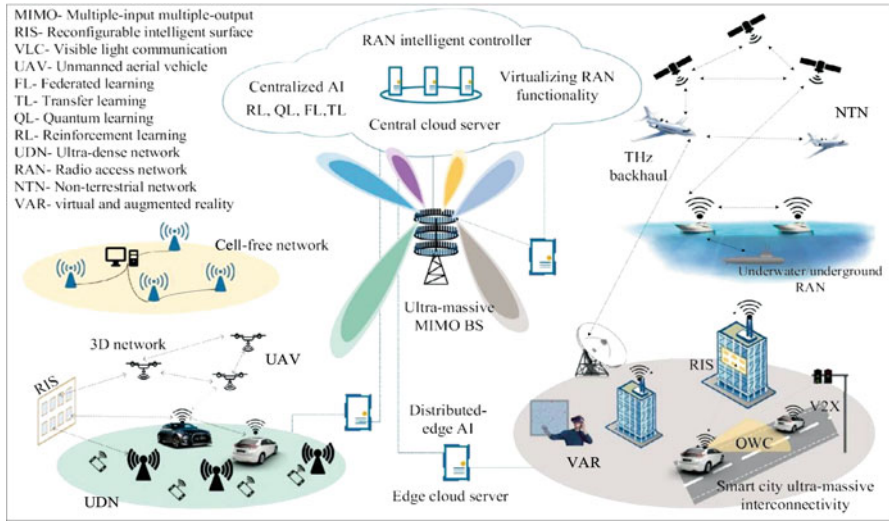 MIMO- Multiple-input multiple-output
RIS- Reconfigurable intelligent surface
VLC- Visible light communication
UAV- Unmanned aerial vehicle
FL- Federated learning
TL- Transfer learning
QL- Quantum learning
RL- Reinforcement learning
UDN- Ultra-dense network
RAN- Radio access network
NTN- Non-terrestrial network
VAR- virtual and augmented reality
RAN intelligent controller
Centralized AI
RL, QL, FL,TL
Virtualizing RAN
functionality
Central cloud server
NTN
THz
backhaul
Underwater underground
RAN
Cell-free network
Ultra-massive
MIMO BS
3D network
UAV
RIS
UDN
Distributed-
edge AI
Edge cloud server
RIS
V2X
OWC
VAR
Smart city ultra-massive
interconnectivity